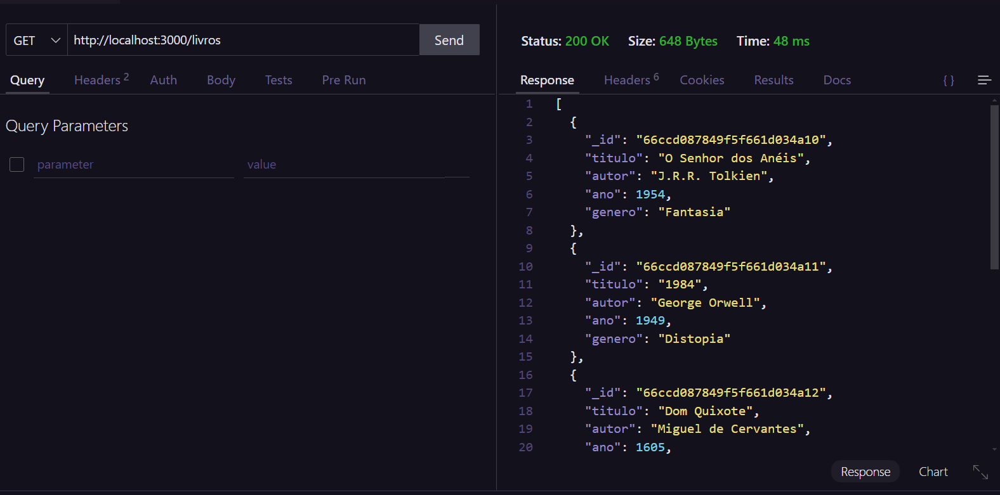 GET http://localhost:3000/livros Send
Query Headers 2 Auth Body Tests Pre Run
Query Parameters
parameter value
Status: 200 OK Size: 648 Bytes Time: 48 ms
Response Headers 6 Cookies Results Docs { }
1 [
2 {
3 "_id": "66ccd087849f5f661d034a10",
4 "titulo": "O Senhor dos Anéis",
5 "autor": "J.R.R. Tolkien",
6 "ano": 1954,
7 "genero": "Fantasia"
8 },
9 {
10 "_id": "66ccd087849f5f661d034a11",
11 "titulo": "1984",
12 "autor": "George Orwell",
13 "ano": 1949,
14 "genero": "Distopia"
15 },
16 {
17 "_id": "66ccd087849f5f661d034a12",
18 "titulo": "Dom Quixote",
19 "autor": "Miguel de Cervantes",
20 "ano": 1605,
Response Chart